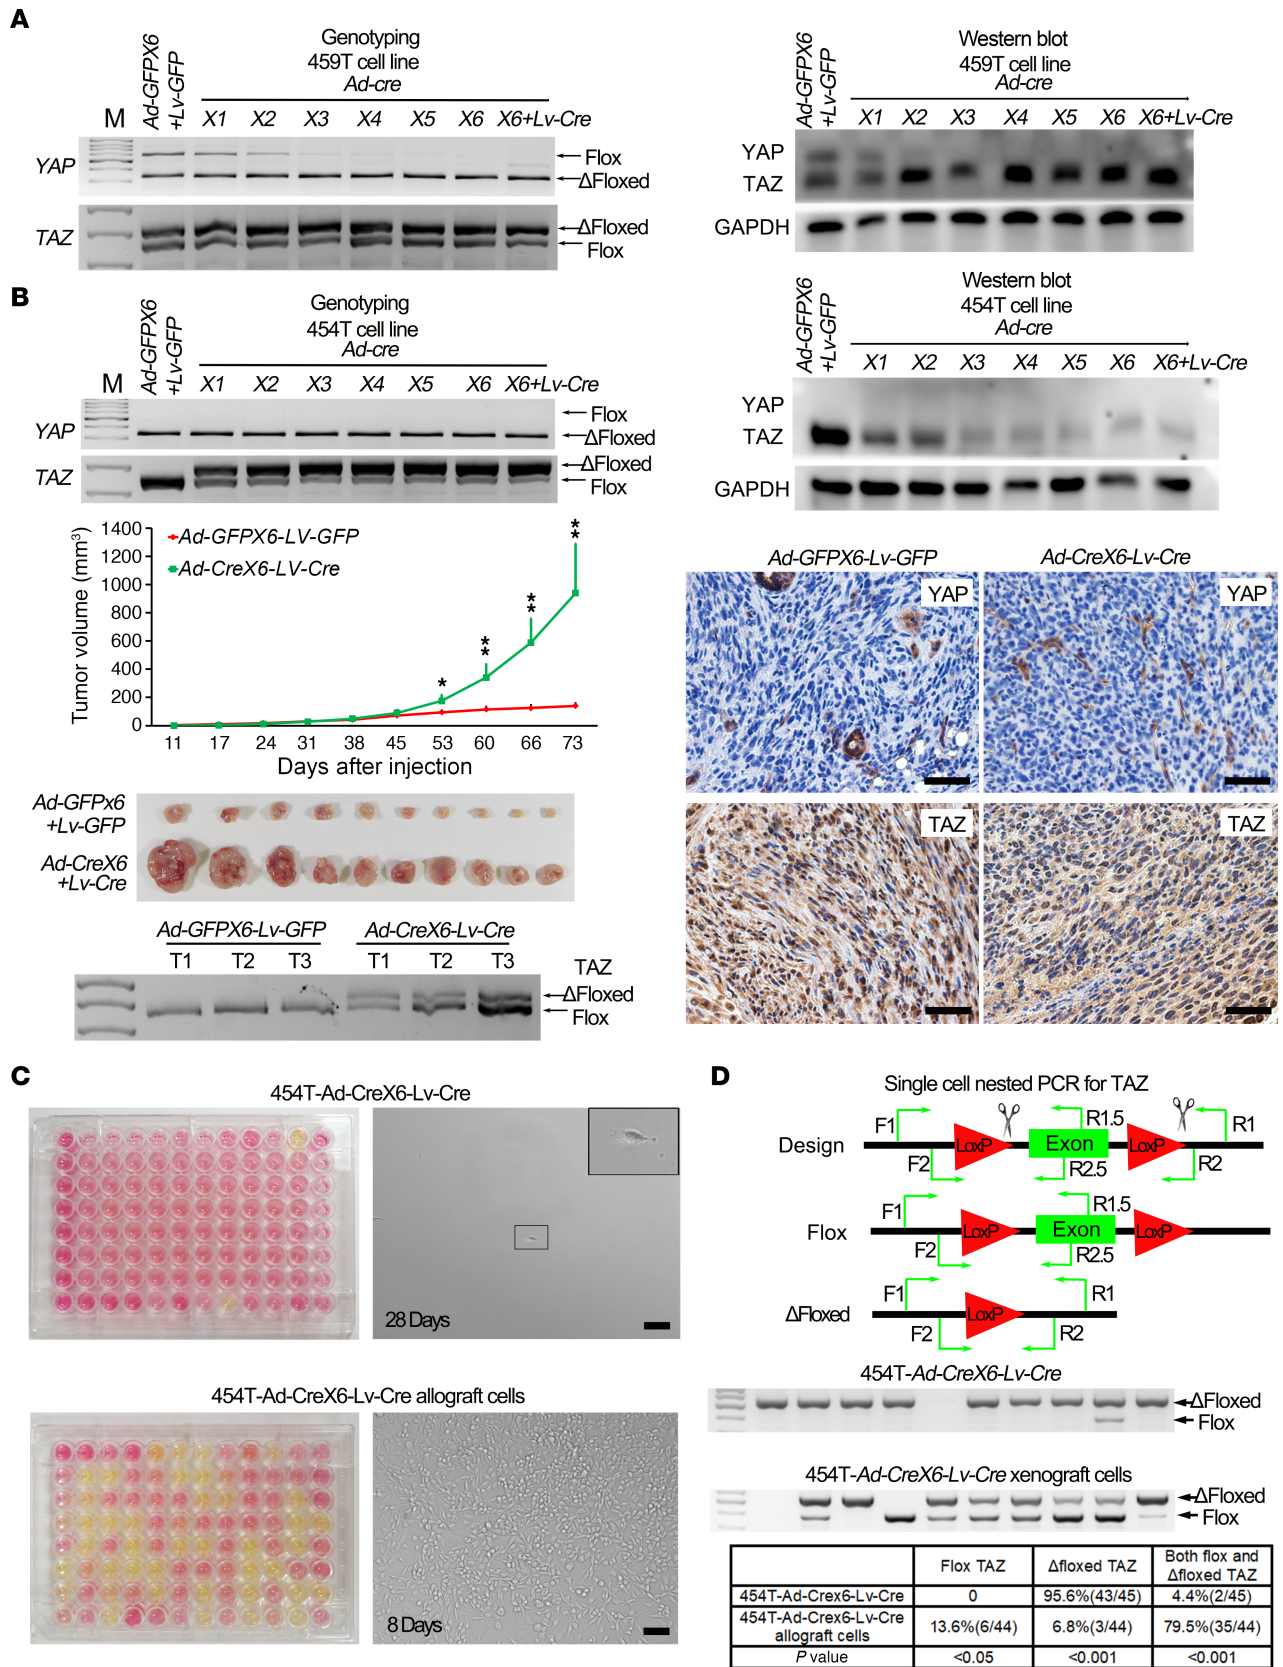 A
Genotyping
459T cell line
Ad-cre
Ad-GFPX6
+Lv-GFP
M
X1 X2 X3 X4 X5 X6 X6+Lv-Cre
YAP
Flox
ΔFloxed
TAZ
ΔFloxed
Flox
Western blot
459T cell line
Ad-cre
Ad-GFPX6
+Lv-GFP
X1 X2 X3 X4 X5 X6 X6+Lv-Cre
YAP
TAZ
GAPDH
B
Genotyping
454T cell line
Ad-cre
Ad-GFPX6
+Lv-GFP
M
X1 X2 X3 X4 X5 X6 X6+Lv-Cre
YAP
Flox
ΔFloxed
TAZ
ΔFloxed
Flox
Western blot
454T cell line
Ad-cre
Ad-GFPX6
+Lv-GFP
X1 X2 X3 X4 X5 X6 X6+Lv-Cre
YAP
TAZ
GAPDH
Tumor volume (mm³)
1400
1200
1000
800
600
400
200
0
Ad-GFPX6-LV-GFP
Ad-CreX6-LV-Cre
*
**
**
**
11 17 24 31 38 45 53 60 66 73
Days after injection
Ad-GFPx6
+Lv-GFP
Ad-CreX6
+Lv-Cre
Ad-GFPX6-Lv-GFP Ad-CreX6-Lv-Cre
T1 T2 T3 T1 T2 T3
TAZ
ΔFloxed
Flox
Ad-GFPX6-Lv-GFP Ad-CreX6-Lv-Cre
YAP YAP
TAZ TAZ
C
454T-Ad-CreX6-Lv-Cre
28 Days
454T-Ad-CreX6-Lv-Cre allograft cells
8 Days
D
Single cell nested PCR for TAZ
Design
F1 LoxP Exon R1.5 LoxP R1
F2 R2.5 R2
Flox
F1 LoxP Exon R1.5 LoxP
F2 R2.5
ΔFloxed
F1 LoxP R1
F2 R2
454T-Ad-CreX6-Lv-Cre
ΔFloxed
Flox
454T-Ad-CreX6-Lv-Cre xenograft cells
ΔFloxed
Flox
Flox TAZ Δfloxed TAZ Both flox and Δfloxed TAZ
454T-Ad-Crex6-Lv-Cre 0 95.6%(43/45) 4.4%(2/45)
454T-Ad-Crex6-Lv-Cre allograft cells 13.6%(6/44) 6.8%(3/44) 79.5%(35/44)
P value <0.05 <0.001 <0.001